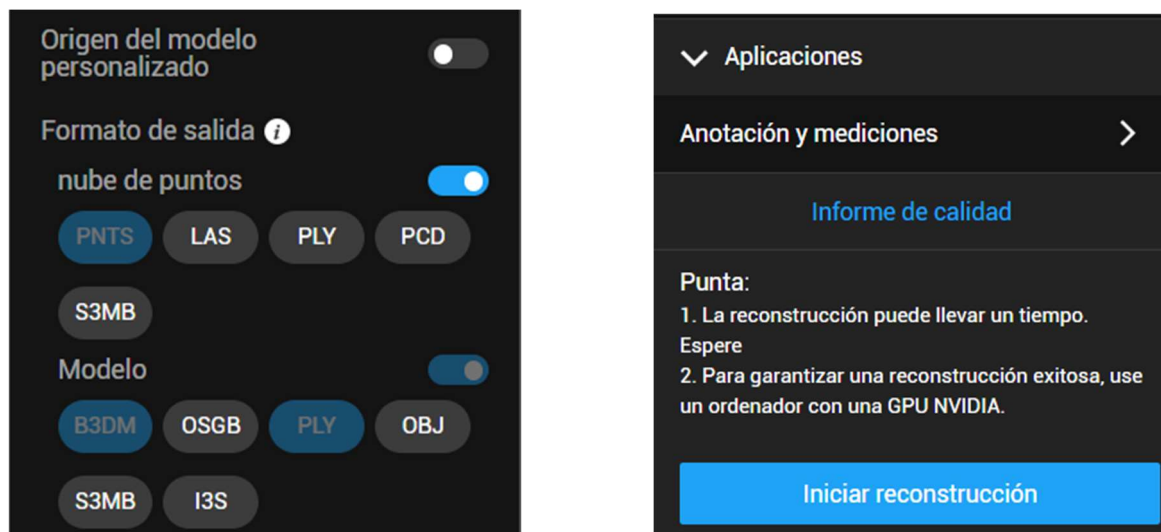 Origen del modelo
personalizado
Formato de salida
nube de puntos
PNTS LAS PLY PCD
S3MB
Modelo
B3DM OSGB PLY OBJ
S3MB I3S
Aplicaciones
Anotación y mediciones
Informe de calidad
Punta:
1. La reconstrucción puede llevar un tiempo.
Espere
2. Para garantizar una reconstrucción exitosa, use
un ordenador con una GPU NVIDIA.
Iniciar reconstrucción